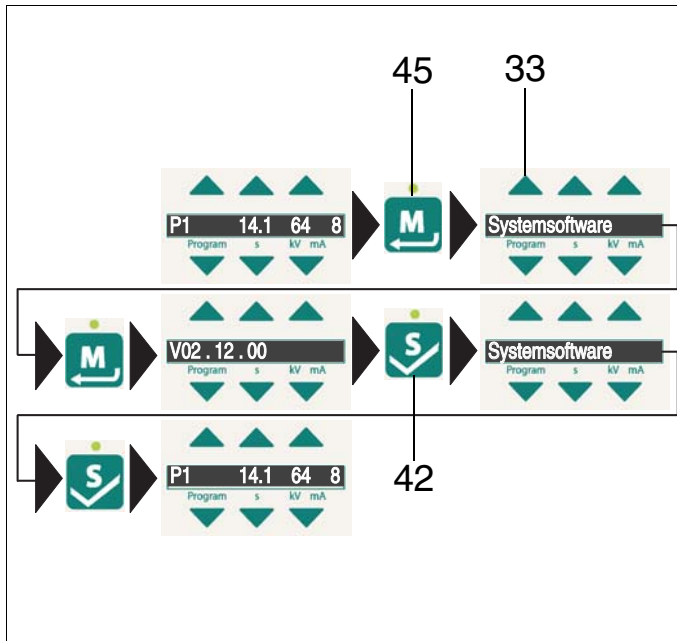 45 33
P1 14.1 64 8
Program s kV mA
M
Systemsoftware
Program s kV mA
M
V02 . 12 . 00
Program s kV mA
S
Systemsoftware
Program s kV mA
42
S
P1 14.1 64 8
Program s kV mA